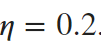 η = 0.2.